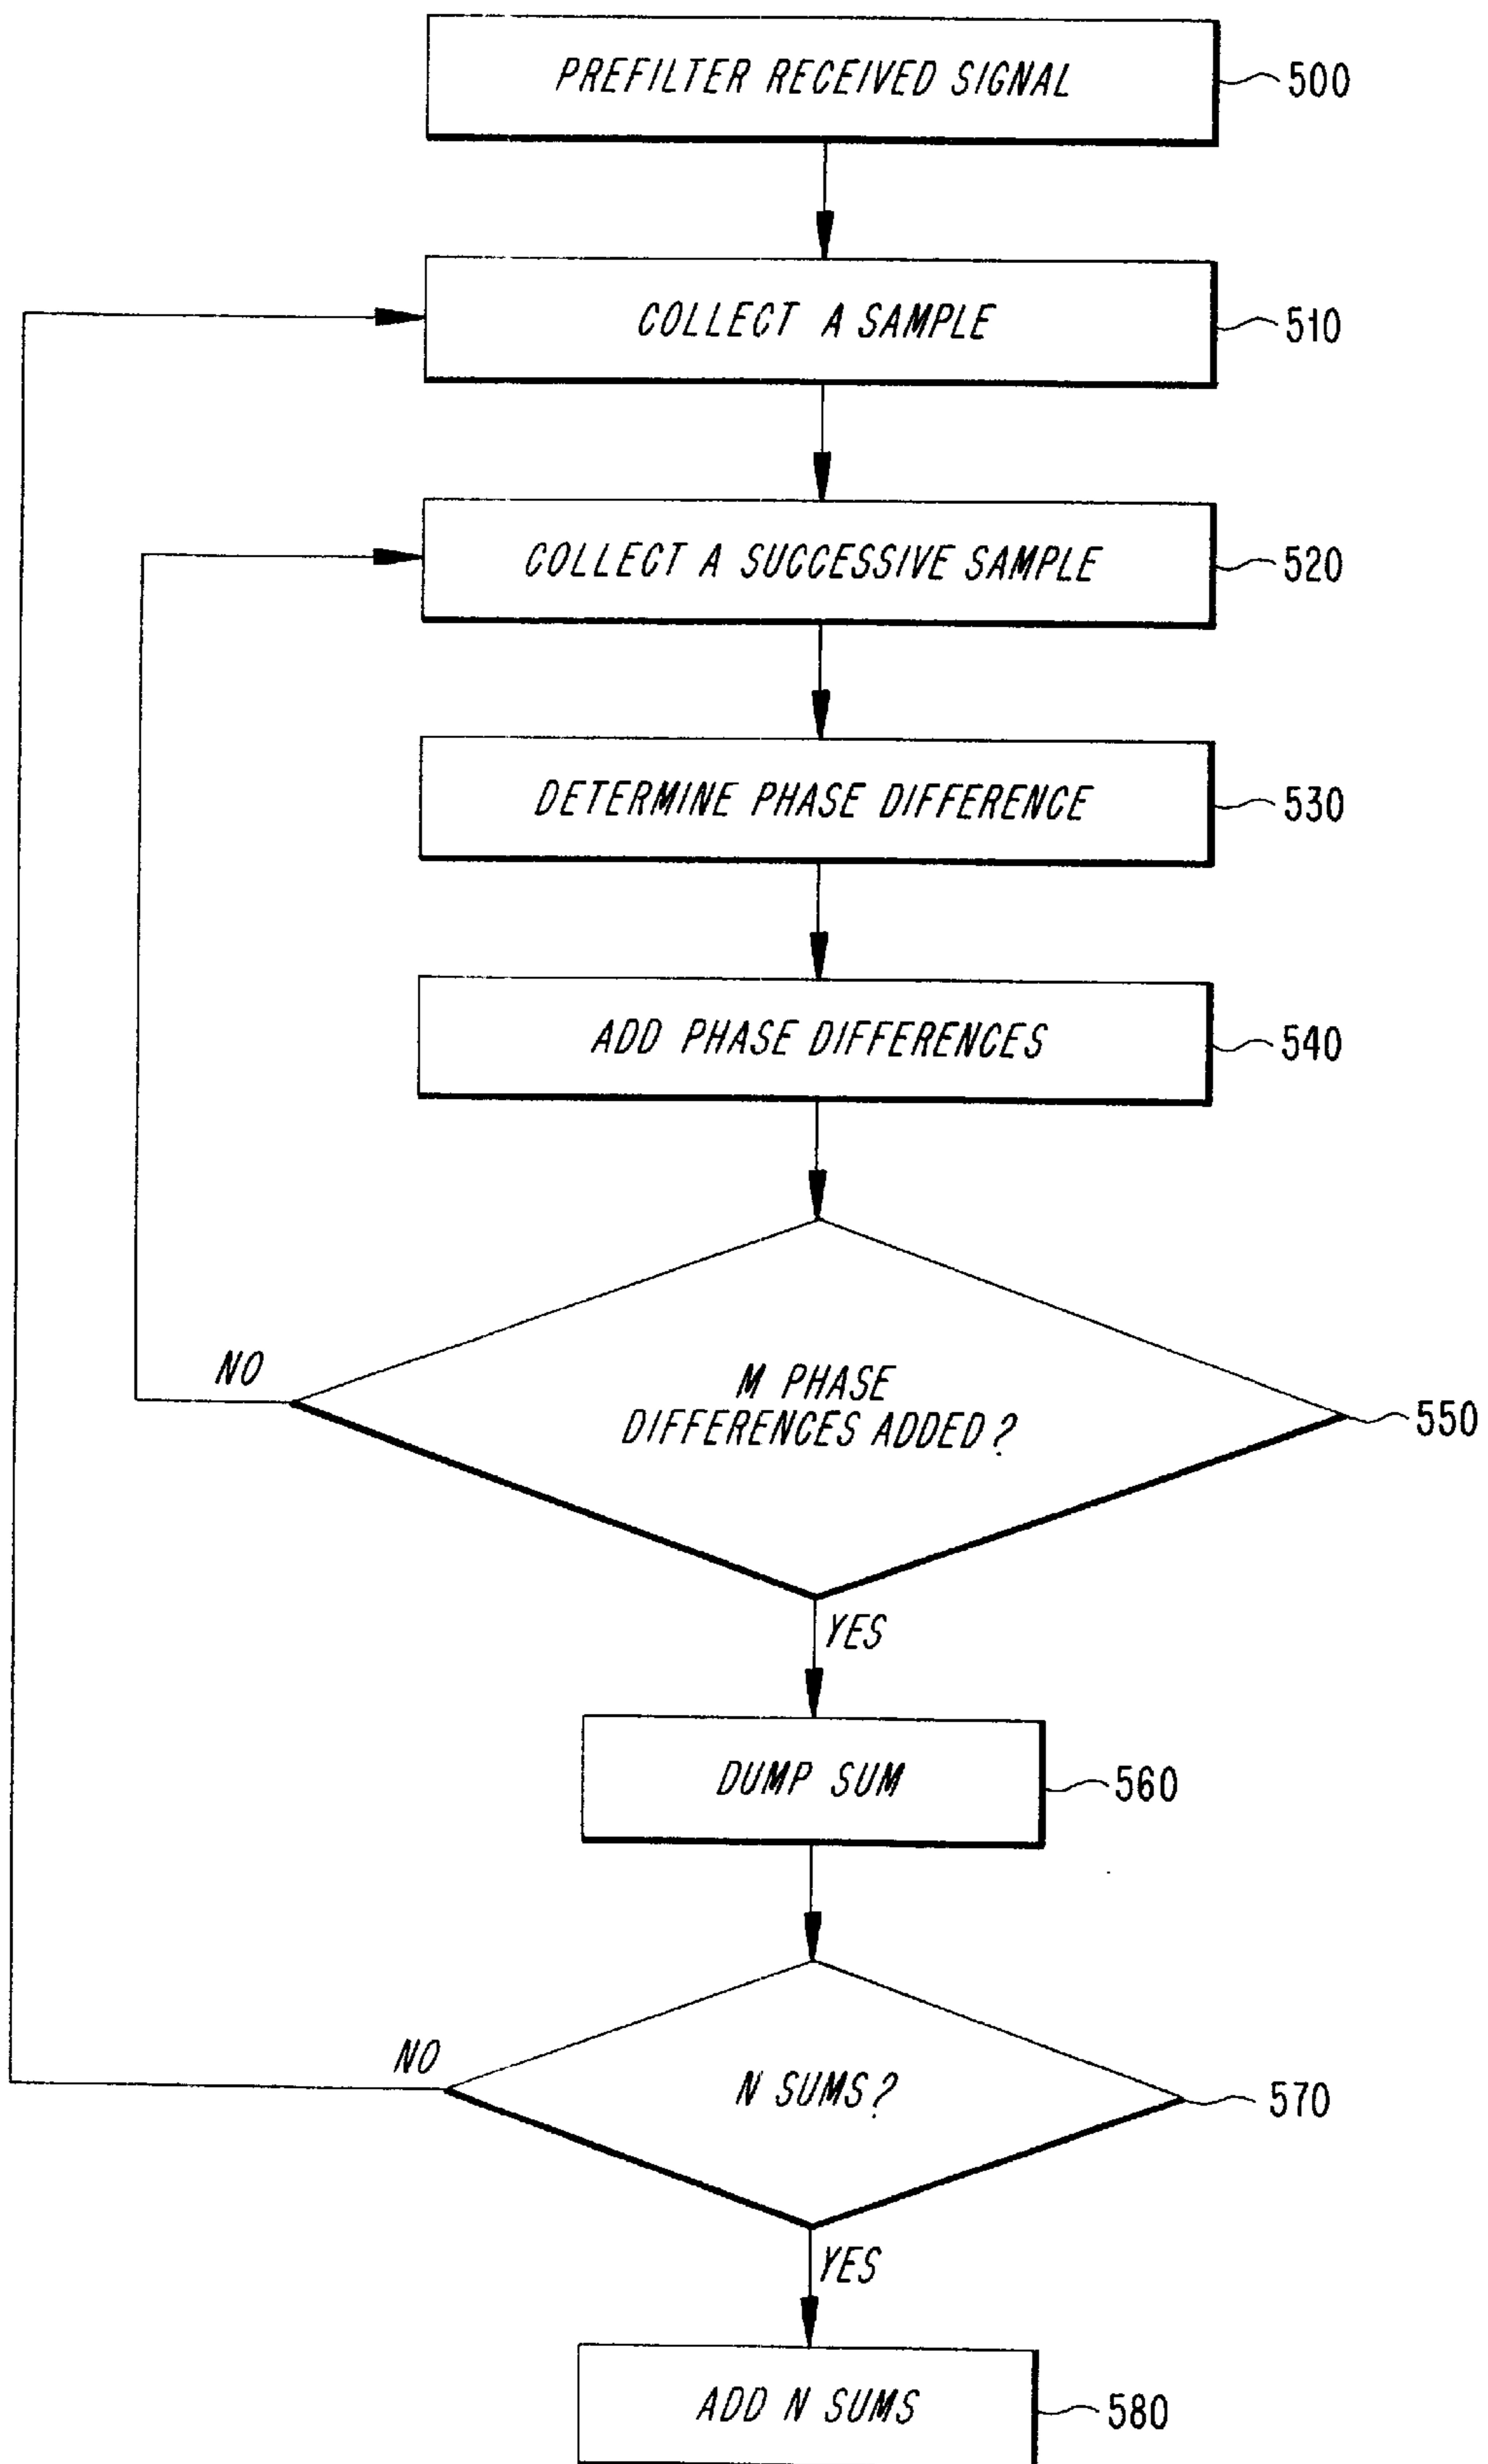 PREFILTER RECEIVED SIGNAL
500
COLLECT A SAMPLE
510
COLLECT A SUCCESSIVE SAMPLE
520
DETERMINE PHASE DIFFERENCE
530
ADD PHASE DIFFERENCES
540
NO
M PHASE
DIFFERENCES ADDED?
550
YES
DUMP SUM
560
NO
N SUMS?
570
YES
ADD N SUMS
580